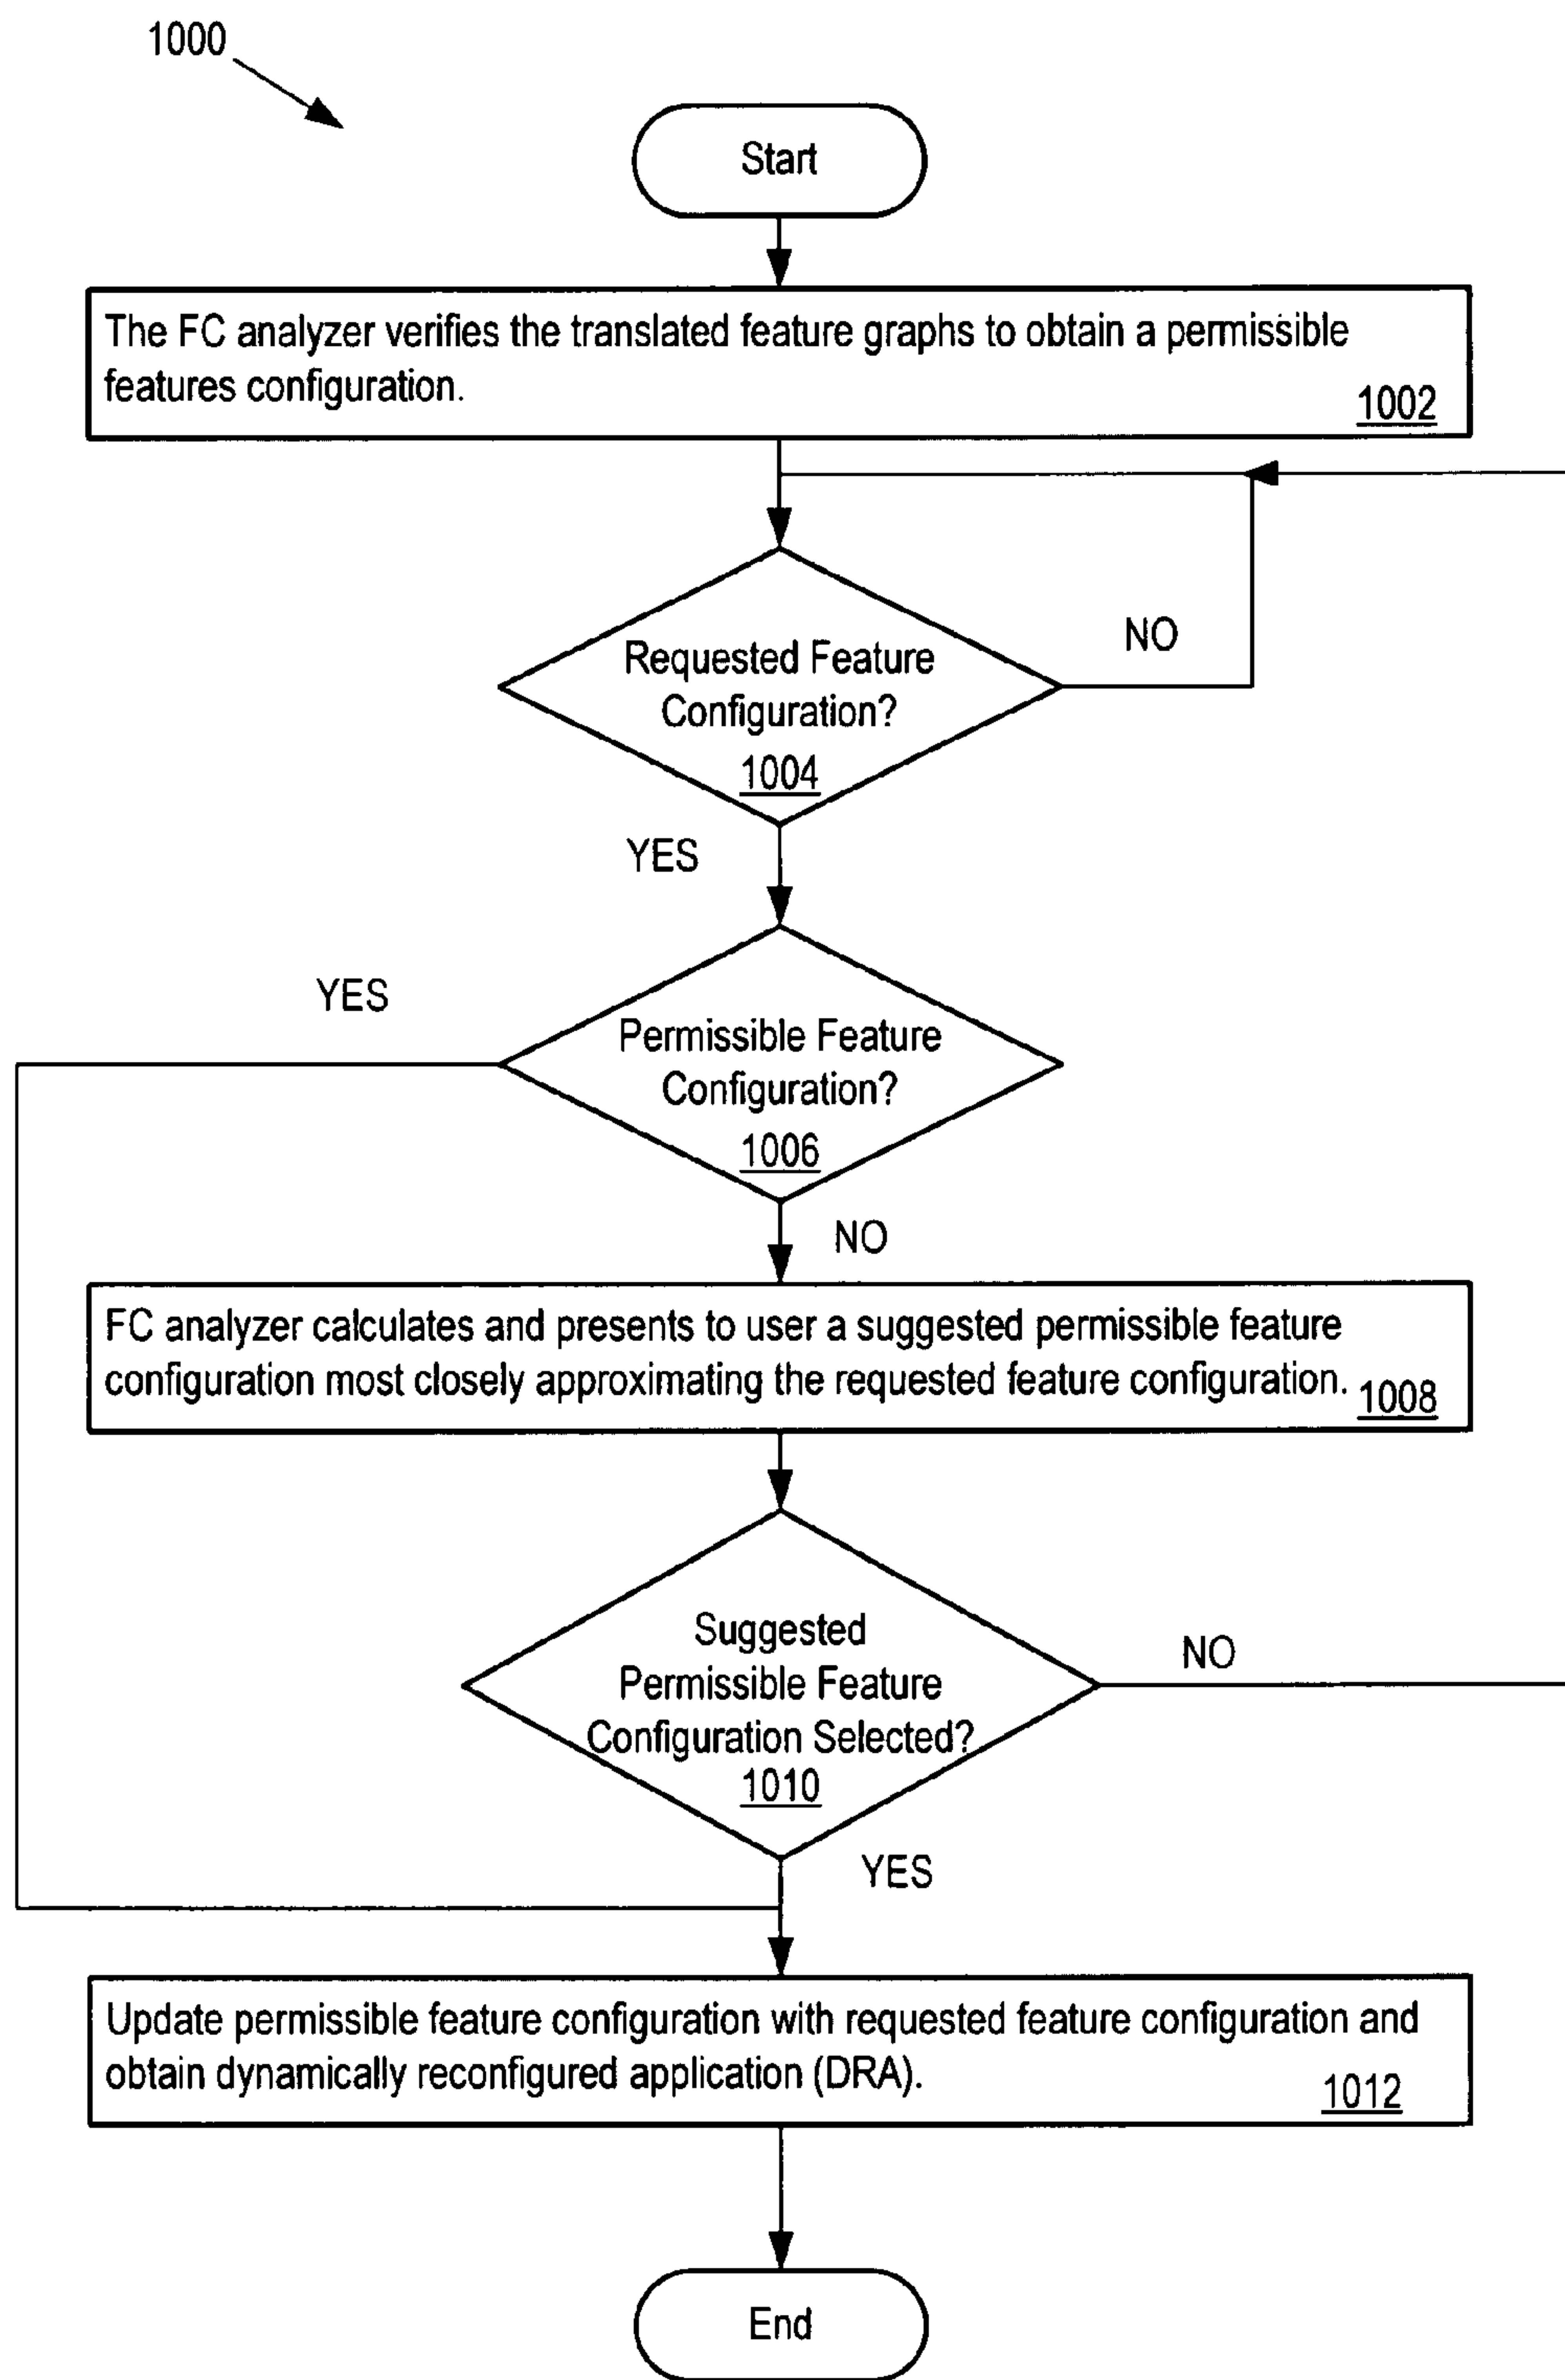 1000
Start
The FC analyzer verifies the translated feature graphs to obtain a permissible
features configuration.
1002
Requested Feature
Configuration?
1004
NO
YES
Permissible Feature
Configuration?
1006
YES
NO
FC analyzer calculates and presents to user a suggested permissible feature
configuration most closely approximating the requested feature configuration.
1008
Suggested
Permissible Feature
Configuration Selected?
1010
NO
YES
Update permissible feature configuration with requested feature configuration and
obtain dynamically reconfigured application (DRA).
1012
End